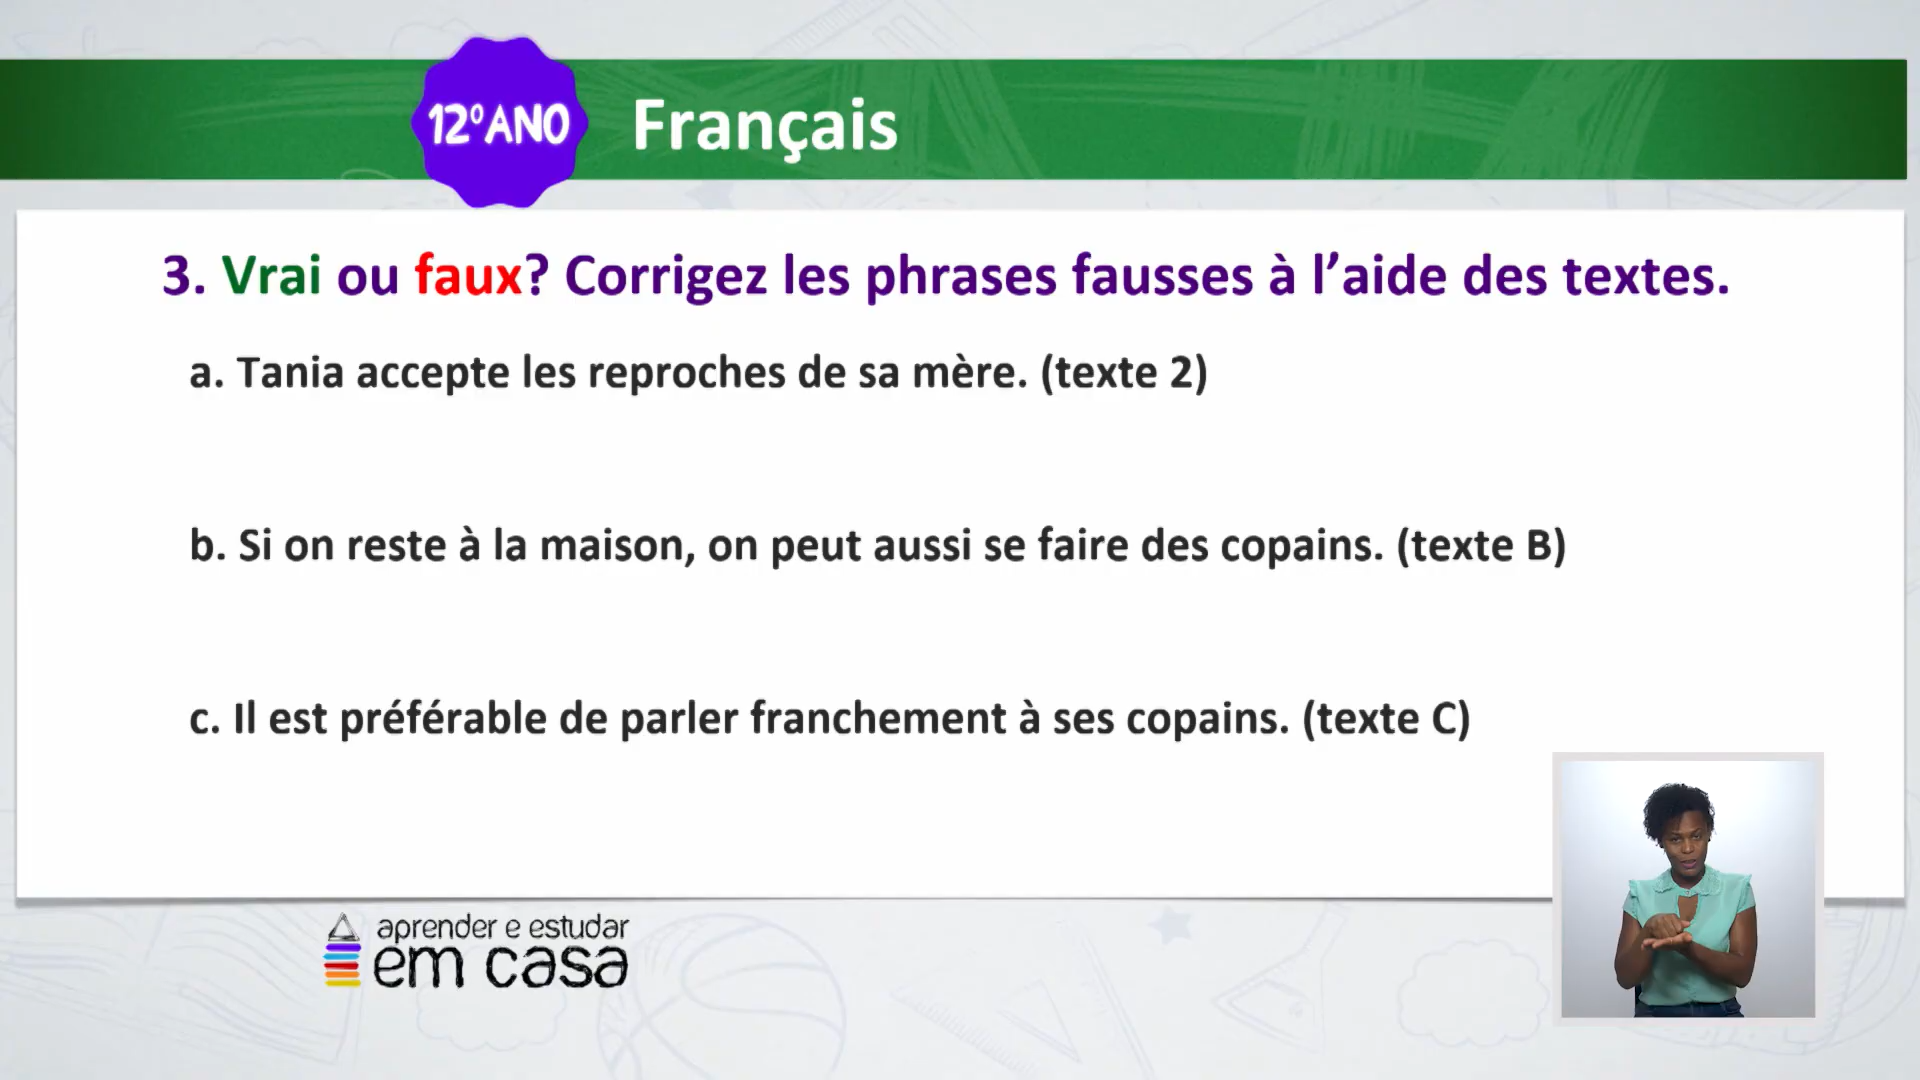 12º ANO
Français
3. Vrai ou faux? Corrigez les phrases fausses à l’aide des textes.
a. Tania accepte les reproches de sa mère. (texte 2)
b. Si on reste à la maison, on peut aussi se faire des copains. (texte B)
c. Il est préférable de parler franchement à ses copains. (texte C)
aprender e estudar
em casa